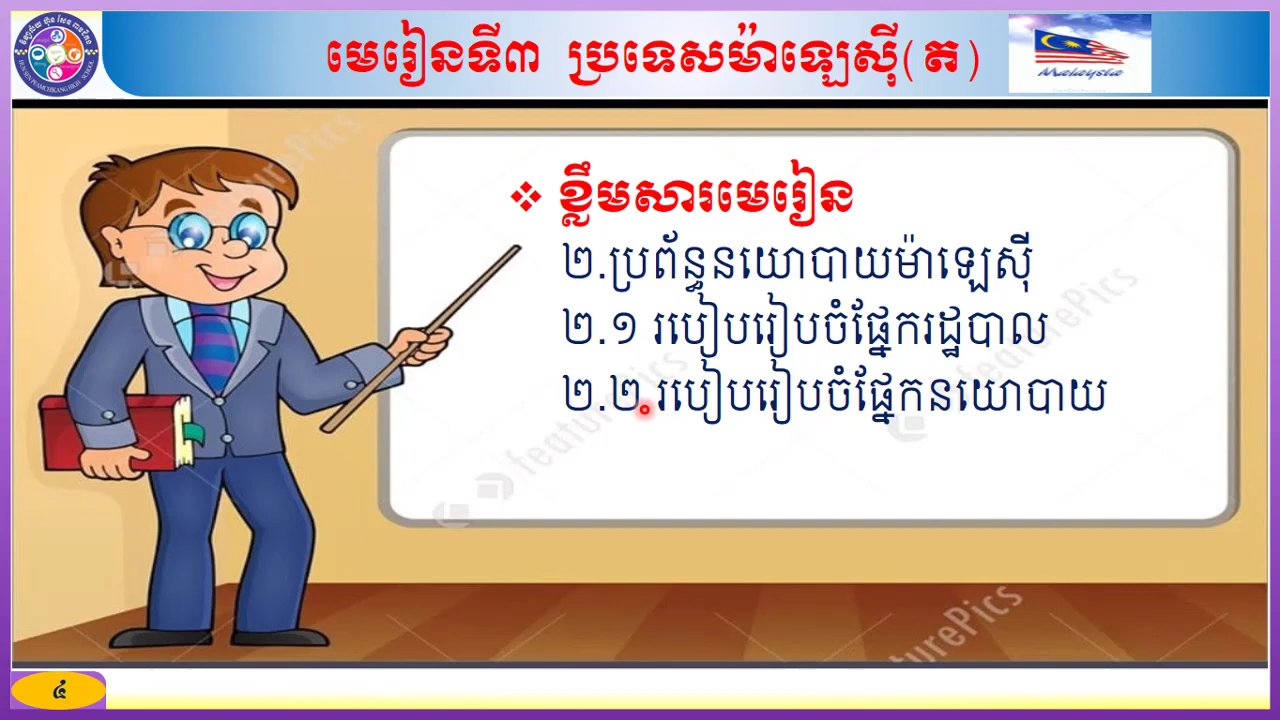 មេរៀនទី៣ ប្រទេសម៉ាឡេស៊ី(ត)
Malaysia
❖ ខ្លឹមសារមេរៀន
២.ប្រព័ន្ធនយោបាយម៉ាឡេស៊ី
២.១ របៀបរៀបចំផ្នែករដ្ឋបាល
២.២ របៀបរៀបចំផ្នែកនយោបាយ
featurePics
៤